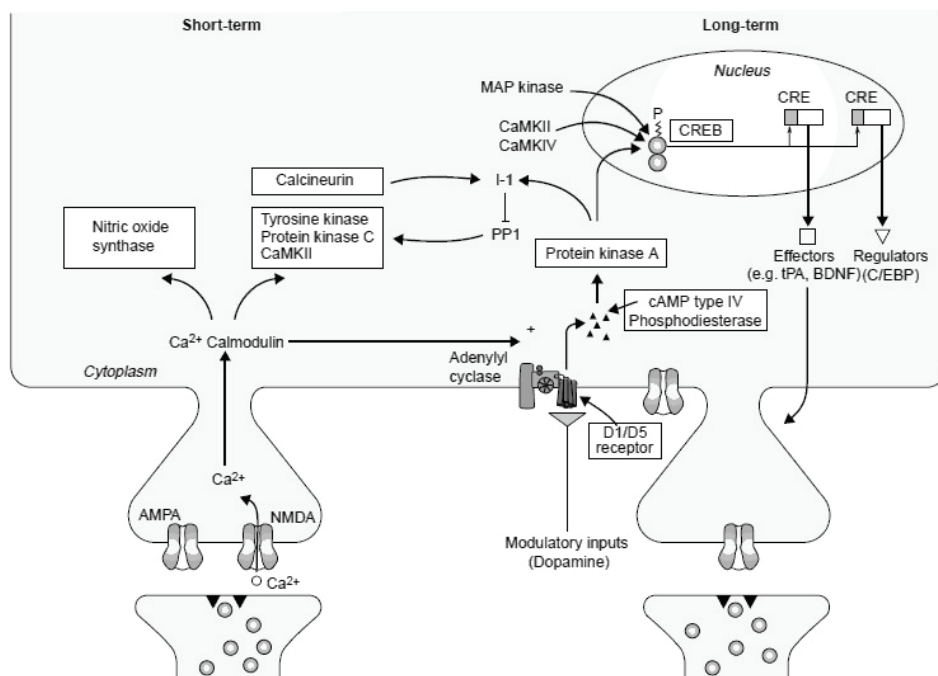 Short-term
Long-term
Nucleus
MAP kinase
CRE
CRE
P
CREB
CaMKII
CaMKIV
Calcineurin
I-1
Nitric oxide
synthase
Tyrosine kinase
Protein kinase C
CaMKII
PP1
Protein kinase A
Effectors
(e.g. tPA, BDNF)
Regulators
(C/EBP)
cAMP type IV
Phosphodiesterase
+
Ca²⁺ Calmodulin
Cytoplasm
Adenylyl
cyclase
D1/D5
receptor
Ca²⁺
AMPA
NMDA
Modulatory inputs
(Dopamine)
Ca²⁺